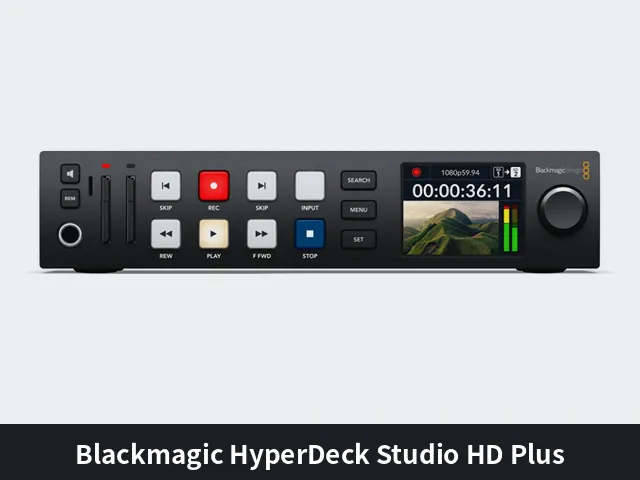 REM
SKIP
REC
SKIP
INPUT
REW
PLAY
F FWD
STOP
SEARCH
MENU
SET
1080p59.94
00:00:36:11
Blackmagicdesign
Blackmagic HyperDeck Studio HD Plus